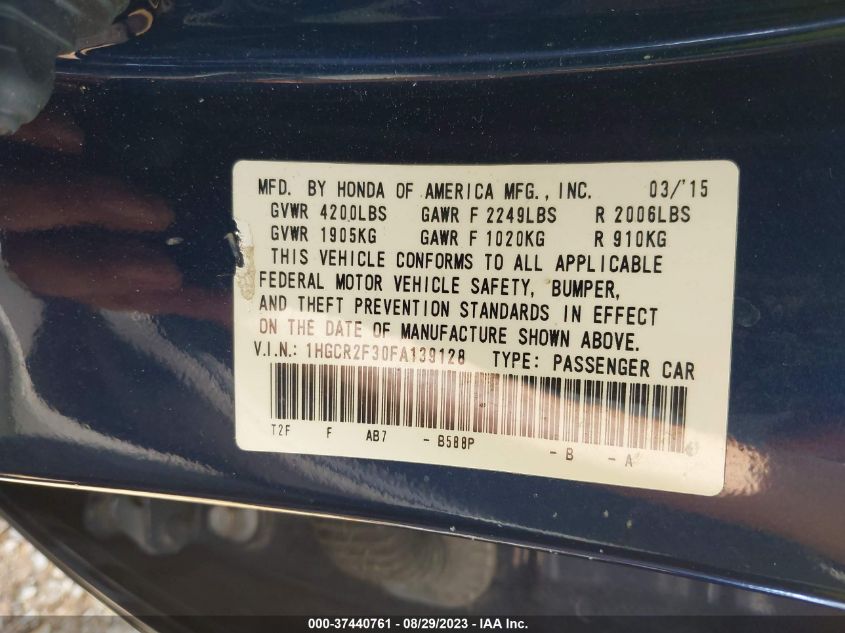 MFD. BY HONDA OF AMERICA MFG., INC. 03/'15
GVWR 4200LBS GAWR F 2249LBS R 2006LBS
GVWR 1905KG GAWR F 1020KG R 910KG
THIS VEHICLE CONFORMS TO ALL APPLICABLE
FEDERAL MOTOR VEHICLE SAFETY, BUMPER,
AND THEFT PREVENTION STANDARDS IN EFFECT
ON THE DATE OF MANUFACTURE SHOWN ABOVE.
V.I.N.: 1HGCR2F30FA139128 TYPE: PASSENGER CAR
T2F F AB7 - B588P - B - A
000-37440761 - 08/29/2023 - IAA Inc.